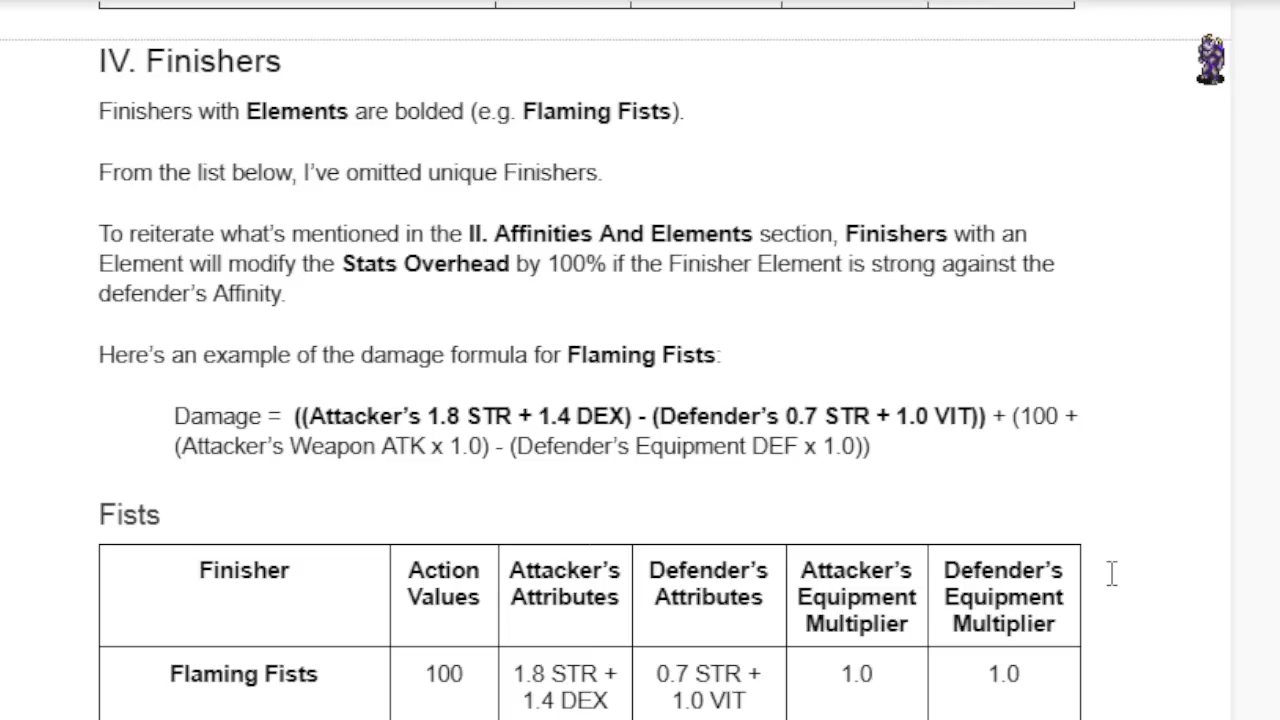 IV. Finishers
Finishers with Elements are bolded (e.g. Flaming Fists).
From the list below, I've omitted unique Finishers.
To reiterate what's mentioned in the II. Affinities And Elements section, Finishers with an
Element will modify the Stats Overhead by 100% if the Finisher Element is strong against the
defender's Affinity.
Here's an example of the damage formula for Flaming Fists:
Damage = ((Attacker's 1.8 STR + 1.4 DEX) - (Defender's 0.7 STR + 1.0 VIT)) + (100 +
(Attacker's Weapon ATK x 1.0) - (Defender's Equipment DEF x 1.0))
Fists
Finisher Action Attacker's Defender's Attacker's Defender's
Values Attributes Attributes Equipment Equipment
Multiplier Multiplier
Flaming Fists 100 1.8 STR + 0.7 STR + 1.0 1.0
1.4 DEX 1.0 VIT